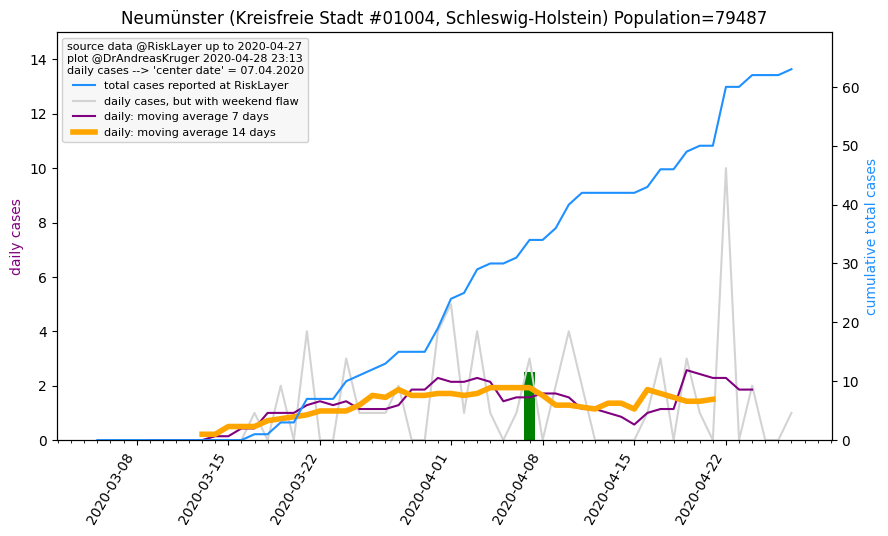 Neumünster (Kreisfreie Stadt #01004, Schleswig-Holstein) Population=79487
source data @RiskLayer up to 2020-04-27
plot @DrAndreasKruger 2020-04-28 23:13
daily cases --> 'center date' = 07.04.2020
total cases reported at RiskLayer
daily cases, but with weekend flaw
daily: moving average 7 days
daily: moving average 14 days
daily cases
14
12
10
8
6
4
2
0
60
50
40
30
20
10
0
cumulative total cases
2020-03-08
2020-03-15
2020-03-22
2020-04-01
2020-04-08
2020-04-15
2020-04-22